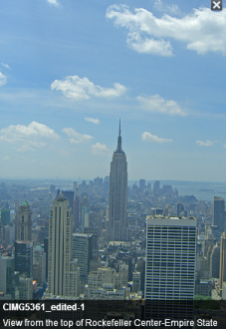 CIMG5361_edited-1
View from the top of Rockefeller Center-Empire State